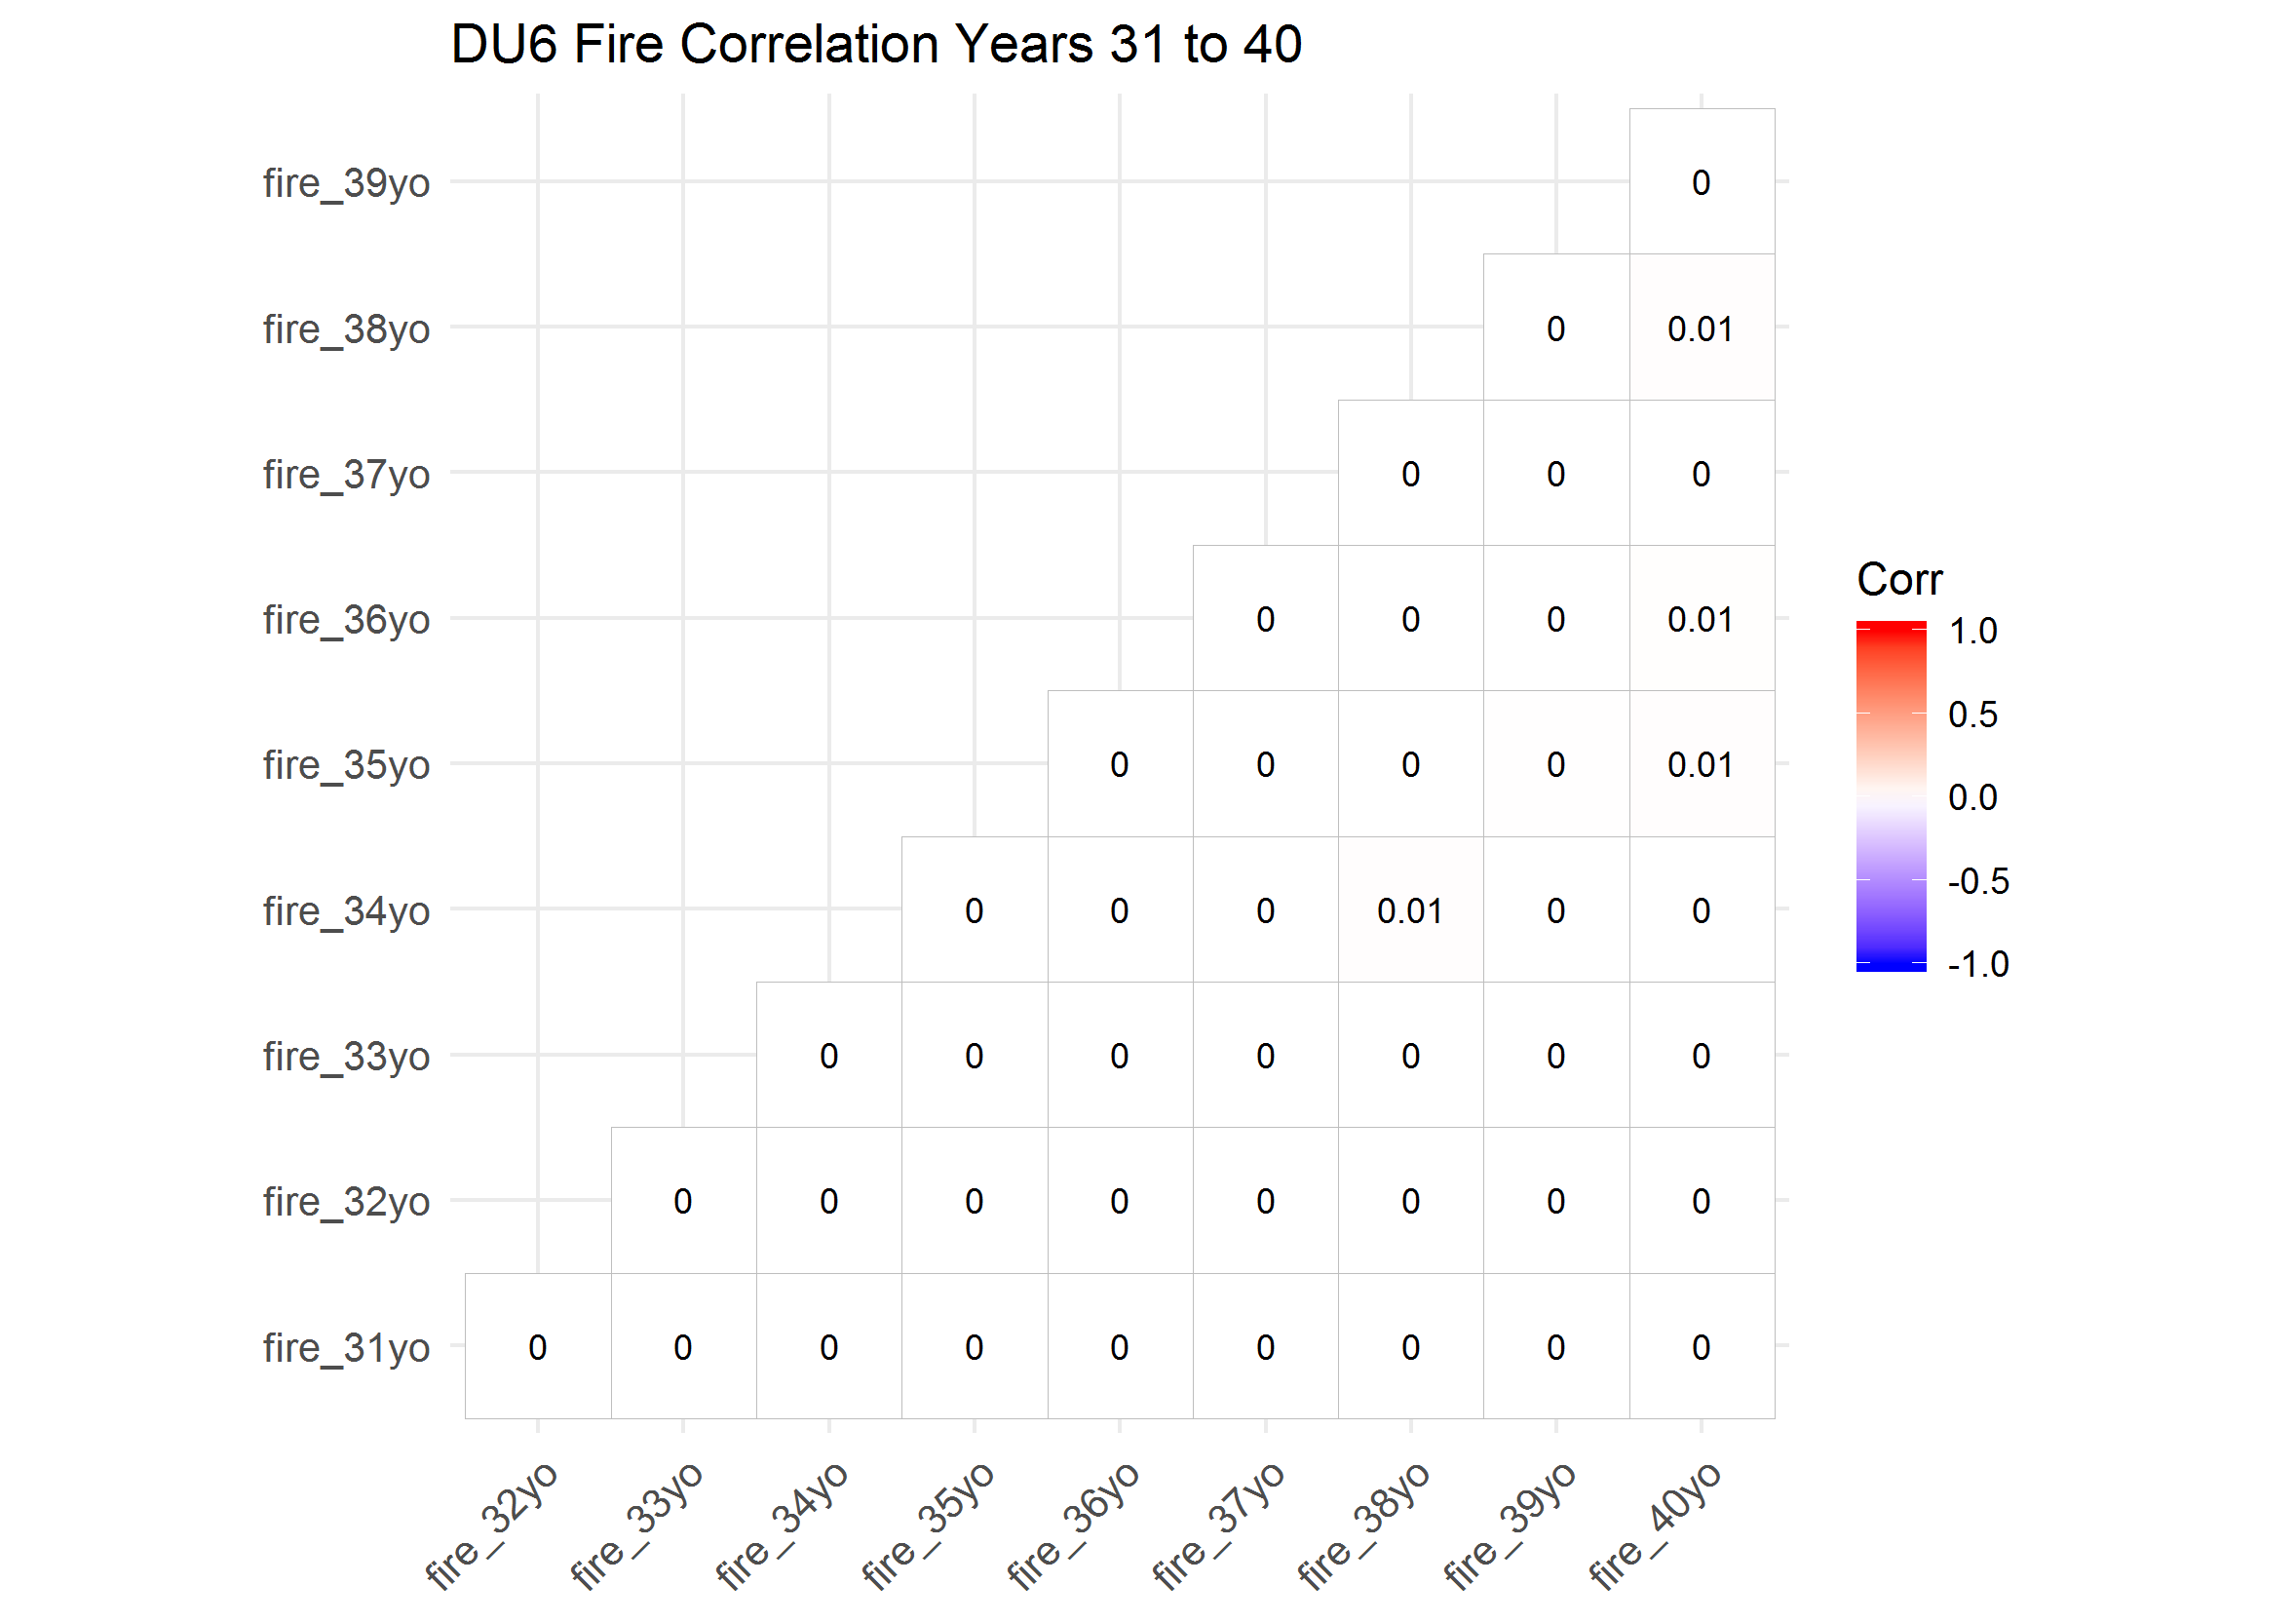 DU6 Fire Correlation Years 31 to 40
fire_39yo 0
fire_38yo 0 0.01
fire_37yo 0 0 0
fire_36yo 0 0 0 0.01
fire_35yo 0 0 0 0 0.01
fire_34yo 0 0 0 0.01 0 0
fire_33yo 0 0 0 0 0 0 0
fire_32yo 0 0 0 0 0 0 0 0
fire_31yo 0 0 0 0 0 0 0 0 0
fire_32yo fire_33yo fire_34yo fire_35yo fire_36yo fire_37yo fire_38yo fire_39yo fire_40yo
Corr
1.0
0.5
0.0
-0.5
-1.0